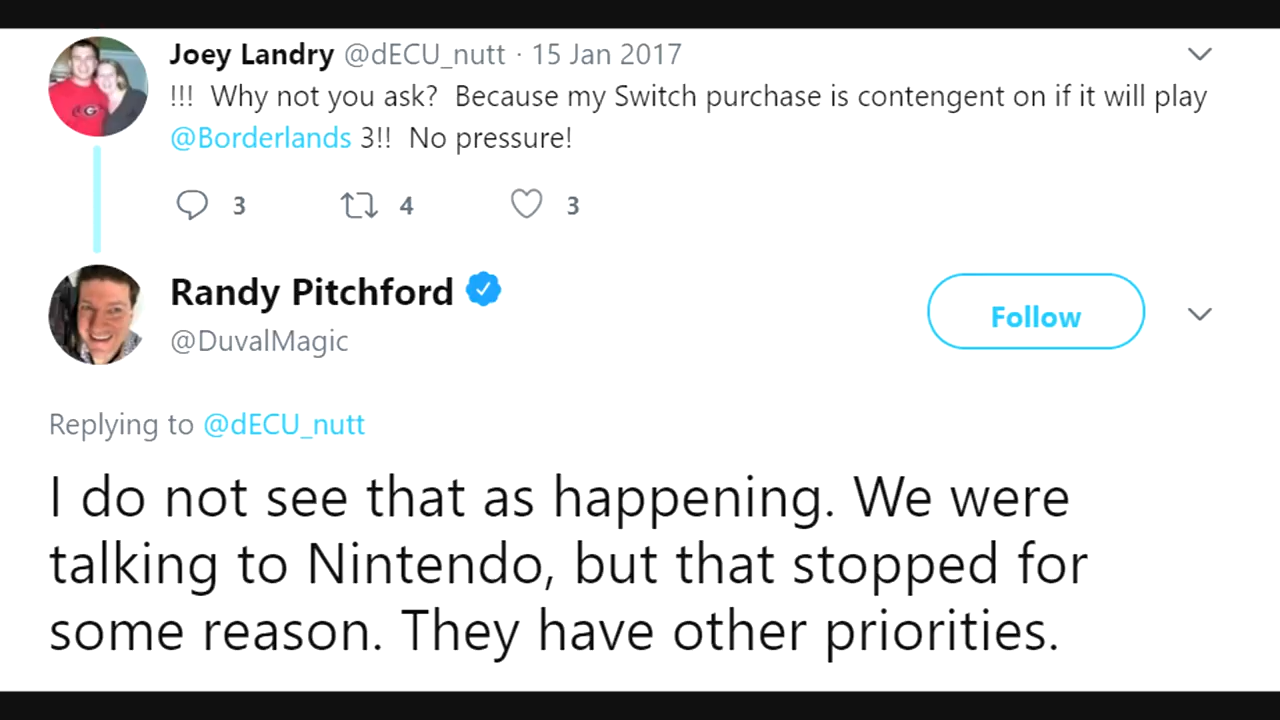 Joey Landry @dECU_nutt · 15 Jan 2017
!!! Why not you ask? Because my Switch purchase is contengent on if it will play
@Borderlands 3!! No pressure!
3 4 3
Randy Pitchford
@DuvalMagic
Follow
Replying to @dECU_nutt
I do not see that as happening. We were
talking to Nintendo, but that stopped for
some reason. They have other priorities.